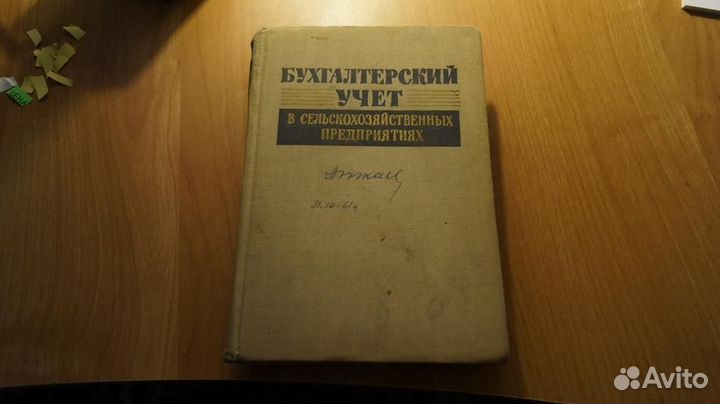 БУХГАЛТЕРСКИЙ
УЧЕТ
В СЕЛЬСКОХОЗЯЙСТВЕННЫХ
ПРЕДПРИЯТИЯХ
Avito